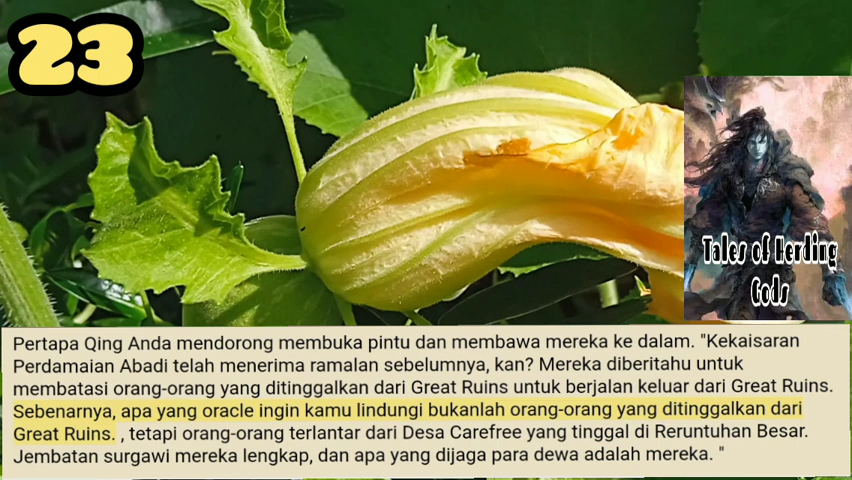 23
Tales of Herding
Gods
Pertapa Qing Anda mendorong membuka pintu dan membawa mereka ke dalam. "Kekaisaran
Perdamaian Abadi telah menerima ramalan sebelumnya, kan? Mereka diberitahu untuk
membatasi orang-orang yang ditinggalkan dari Great Ruins untuk berjalan keluar dari Great Ruins.
Sebenarnya, apa yang oracle ingin kamu lindungi bukanlah orang-orang yang ditinggalkan dari
Great Ruins. , tetapi orang-orang terlantar dari Desa Carefree yang tinggal di Reruntuhan Besar.
Jembatan surgawi mereka lengkap, dan apa yang dijaga para dewa adalah mereka. "